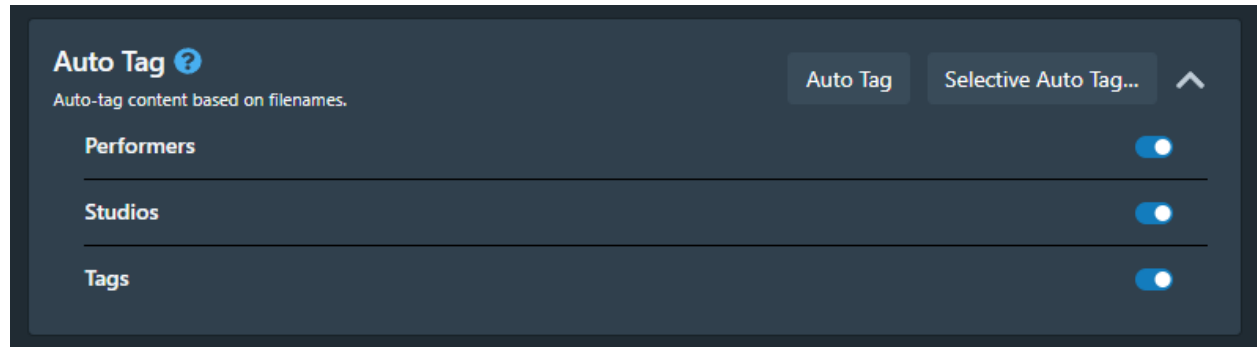 Auto Tag ?
Auto Tag
Selective Auto Tag...
Auto-tag content based on filenames.
Performers
Studios
Tags